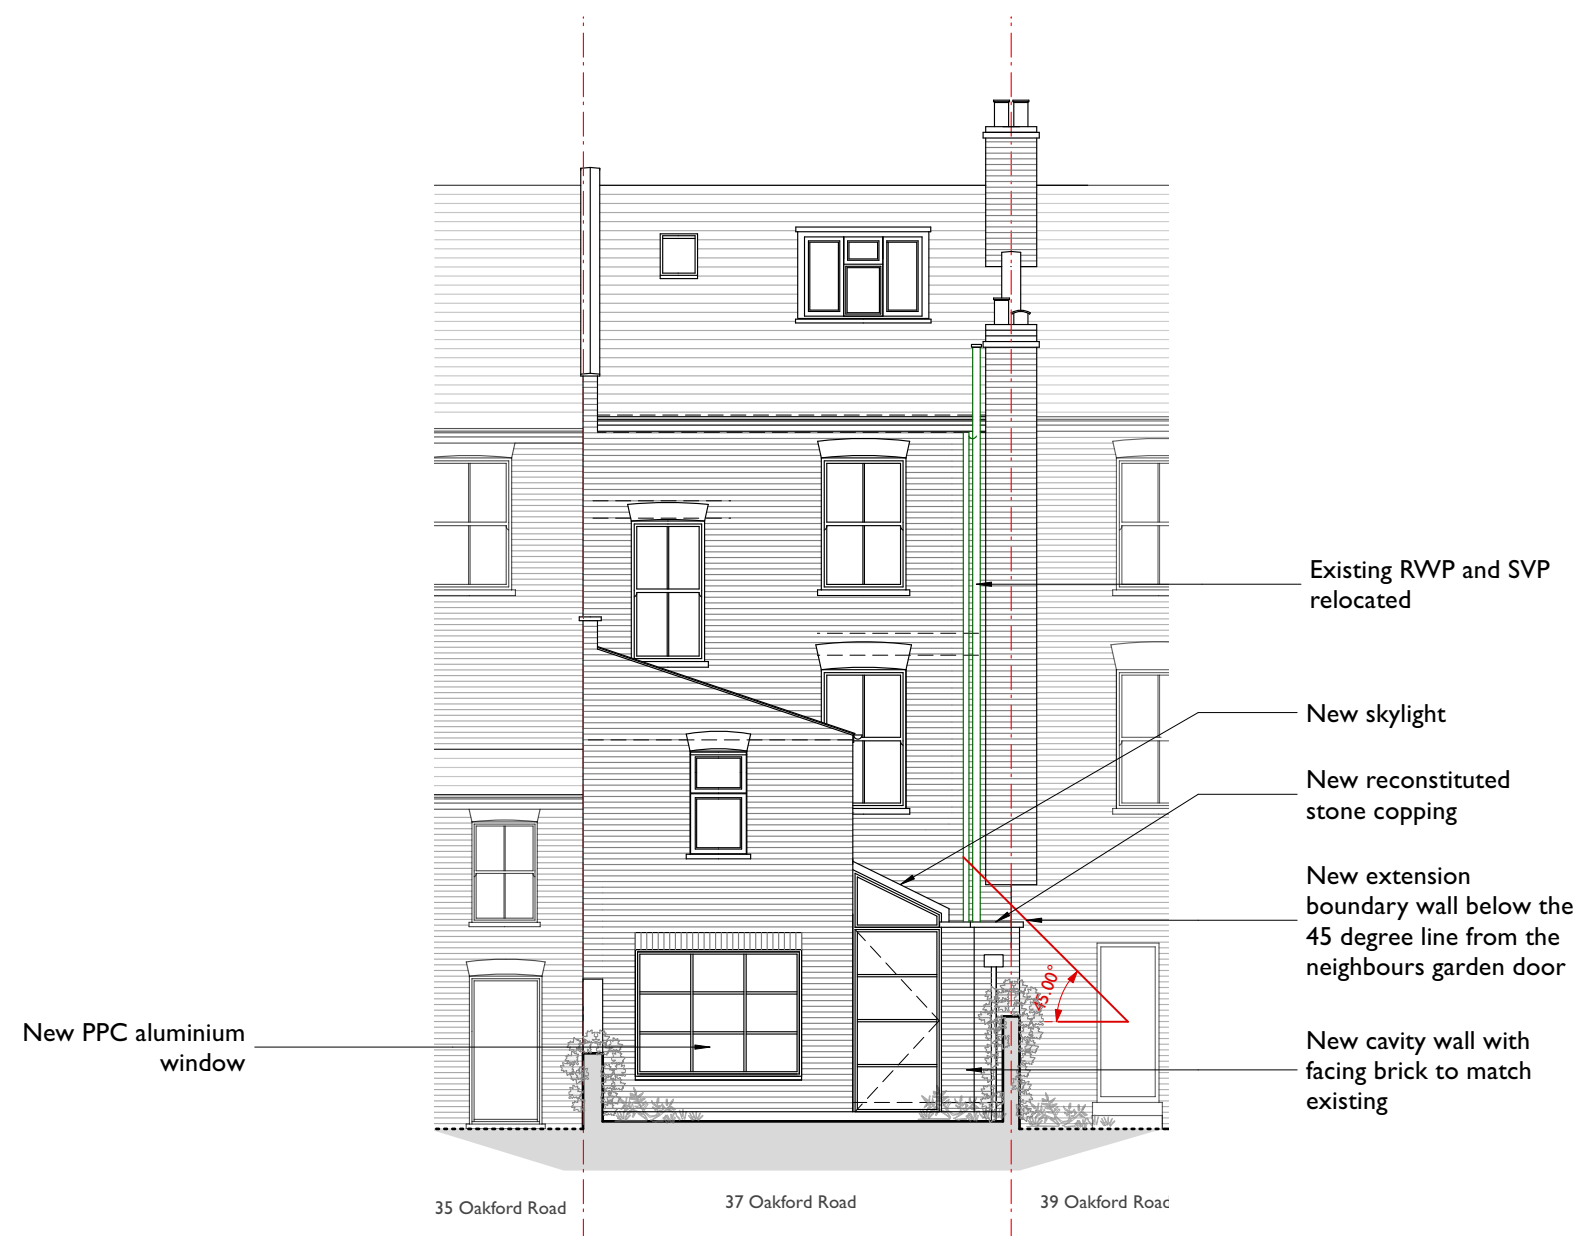 Existing RWP and SVP
relocated
New skylight
New reconstituted
stone copping
New extension
boundary wall below the
45 degree line from the
neighbours garden door
45.00°
New PPC aluminium
window
New cavity wall with
facing brick to match
existing
35 Oakford Road
37 Oakford Road
39 Oakford Road